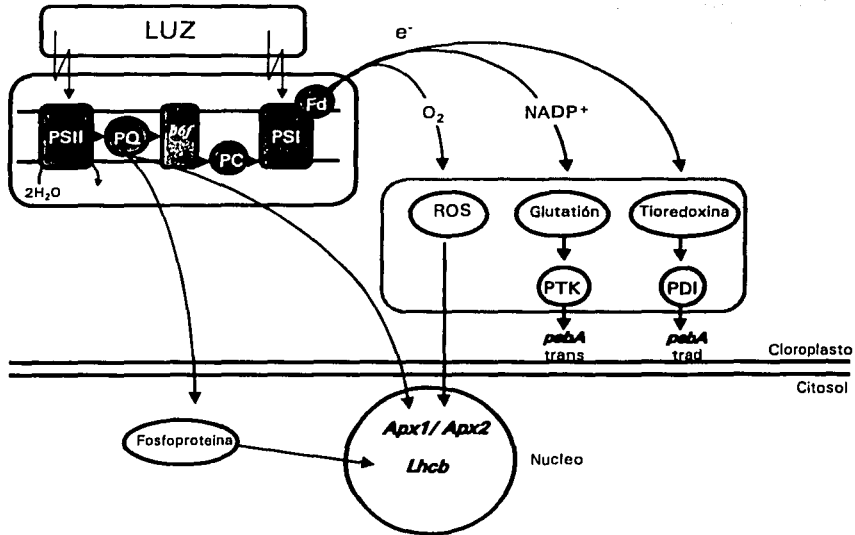 LUZ
e-
Fd
PSII
PQ
b6f
PSI
PC
2H₂O
O₂
NADP+
ROS
Glutatión
Tioredoxina
PTK
PDI
psbA
trans
psbA
trad
Cloroplasto
Citosol
Apx1/ Apx2
Fosfoproteina
Lhcb
Nucleo